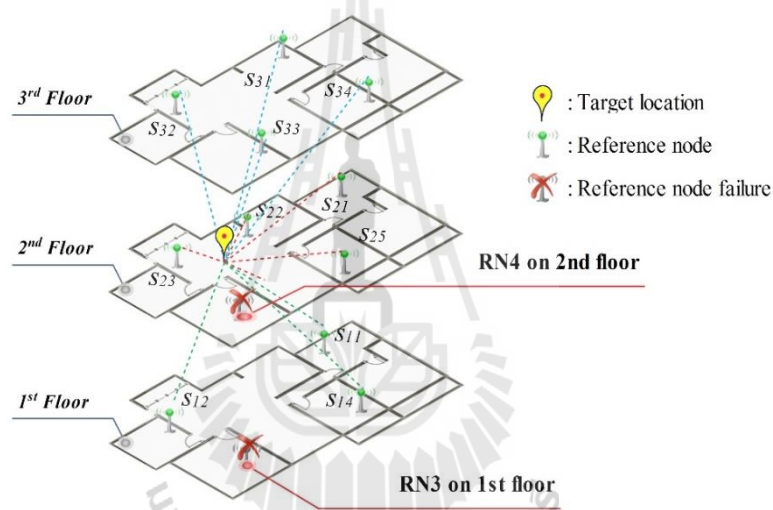 S31
S34
3rd Floor
S32
S33
: Target location
: Reference node
: Reference node failure
S22
S21
2nd Floor
S23
S25
RN4 on 2nd floor
S11
1st Floor
S12
S14
RN3 on 1st floor